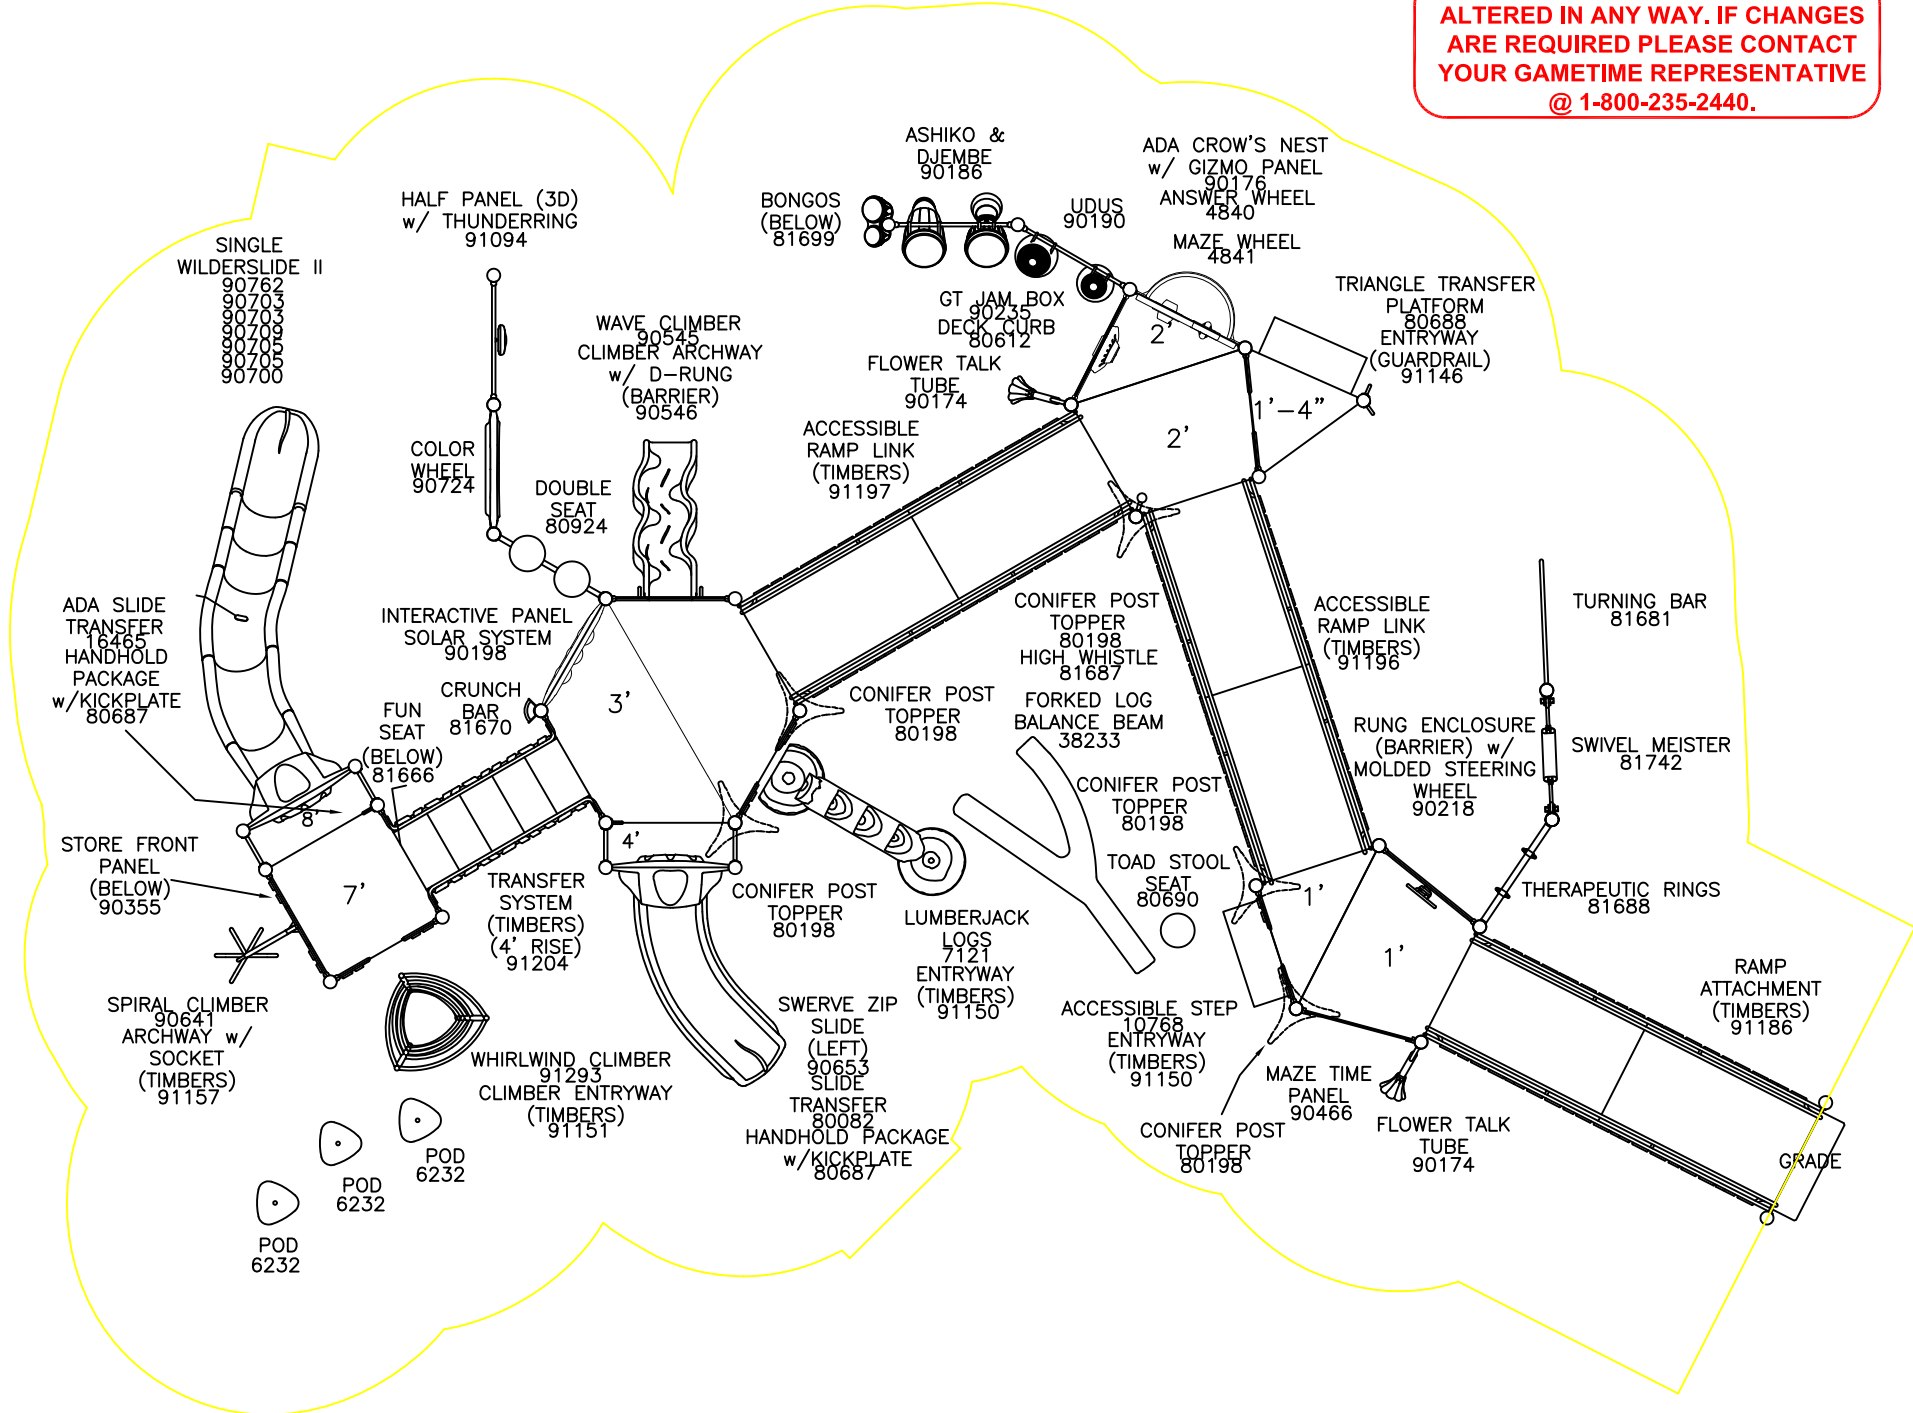 ALTERED IN ANY WAY. IF CHANGES
ARE REQUIRED PLEASE CONTACT
YOUR GAMETIME REPRESENTATIVE
@ 1-800-235-2440.
ASHIKO &
DJEMBE
90186
ADA CROW'S NEST
w/ GIZMO PANEL
90176
ANSWER WHEEL
4840
MAZE WHEEL
4841
HALF PANEL (3D)
w/ THUNDERRING
91094
BONGOS
(BELOW)
81699
UDUS
90190
SINGLE
WILDERSLIDE II
90762
90703
90703
90709
90705
90705
90700
TRIANGLE TRANSFER
PLATFORM
80688
ENTRYWAY
(GUARDRAIL)
91146
GT JAM BOX
90235
DECK CURB
80612
WAVE CLIMBER
90545
CLIMBER ARCHWAY
w/ D-RUNG
(BARRIER)
90546
FLOWER TALK
TUBE
90174
2'
1'-4"
2'
ACCESSIBLE
RAMP LINK
(TIMBERS)
91197
COLOR
WHEEL
90724
DOUBLE
SEAT
80924
ADA SLIDE
TRANSFER
16465
HANDHOLD
PACKAGE
w/KICKPLATE
80687
INTERACTIVE PANEL
SOLAR SYSTEM
90198
CONIFER POST
TOPPER
80198
HIGH WHISTLE
81687
FORKED LOG
BALANCE BEAM
38233
ACCESSIBLE
RAMP LINK
(TIMBERS)
91196
TURNING BAR
81681
CRUNCH
BAR
81670
FUN
SEAT
(BELOW)
81666
3'
CONIFER POST
TOPPER
80198
RUNG ENCLOSURE
(BARRIER) w/
MOLDED STEERING
WHEEL
90218
SWIVEL MEISTER
81742
CONIFER POST
TOPPER
80198
8'
4'
STORE FRONT
PANEL
(BELOW)
90355
7'
TRANSFER
SYSTEM
(TIMBERS)
(4' RISE)
91204
CONIFER POST
TOPPER
80198
TOAD STOOL
SEAT
80690
1'
THERAPEUTIC RINGS
81688
LUMBERJACK
LOGS
7121
ENTRYWAY
(TIMBERS)
91150
1'
RAMP
ATTACHMENT
(TIMBERS)
91186
SPIRAL CLIMBER
90641
ARCHWAY w/
SOCKET
(TIMBERS)
91157
SWERVE ZIP
SLIDE
(LEFT)
90653
SLIDE
TRANSFER
80082
HANDHOLD PACKAGE
w/KICKPLATE
80687
ACCESSIBLE STEP
10768
ENTRYWAY
(TIMBERS)
91150
WHIRLWIND CLIMBER
91293
CLIMBER ENTRYWAY
(TIMBERS)
91151
MAZE TIME
PANEL
90466
CONIFER POST
TOPPER
80198
FLOWER TALK
TUBE
90174
GRADE
POD
6232
POD
6232
POD
6232